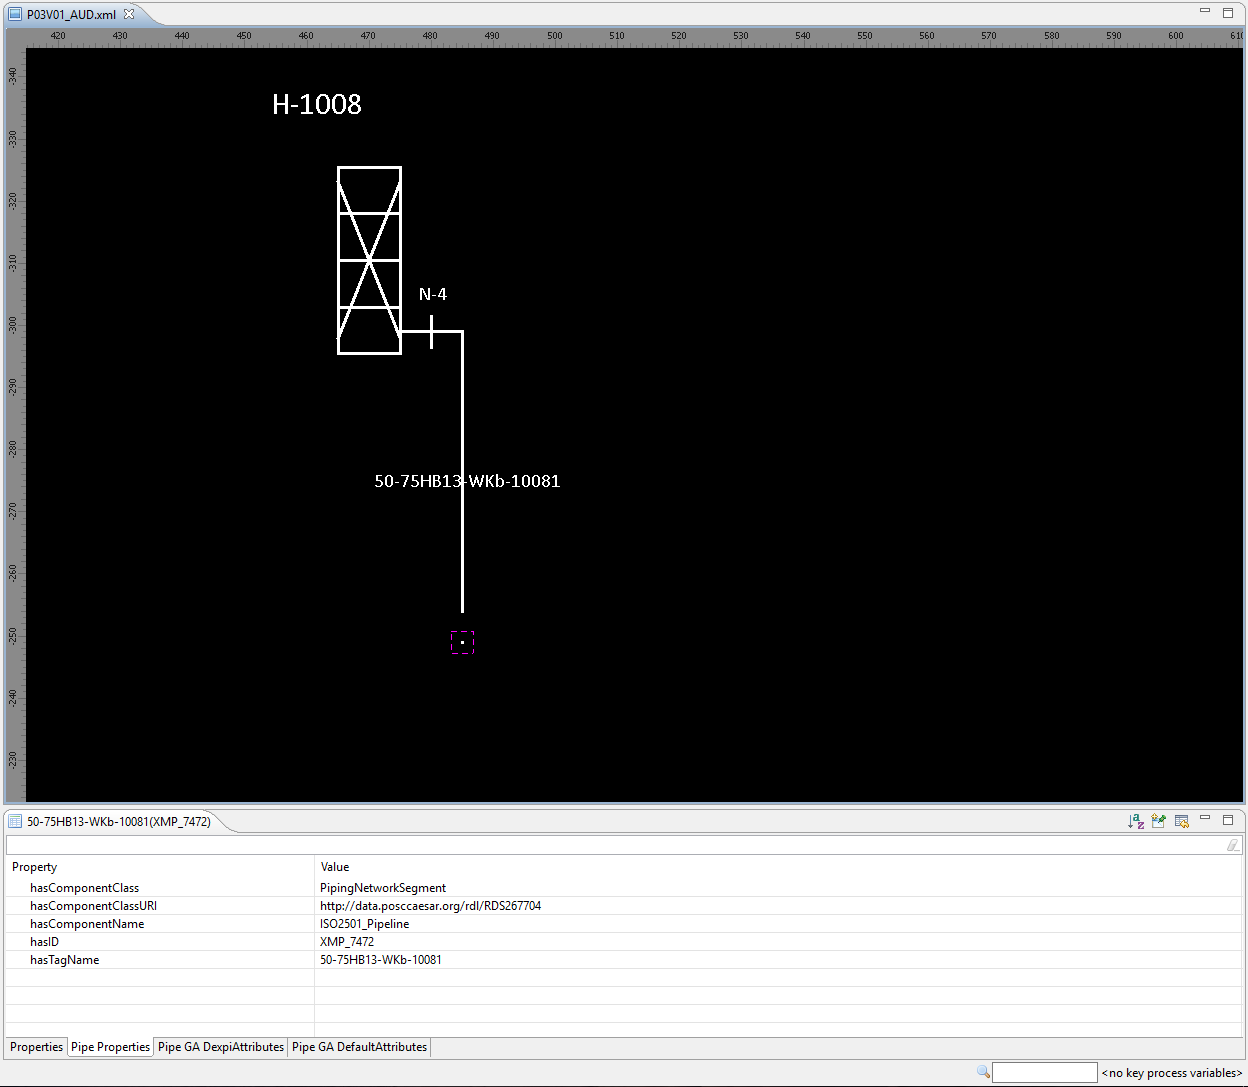 P03V01_AUD.xml
420 430 440 450 460 470 480 490 500 510 520 530 540 550 560 570 580 590 600 610
-340
-330
-320
-310
-300
-290
-280
-270
-260
-250
-240
-230
H-1008
N-4
50-75HB13-WKb-10081
50-75HB13-WKb-10081(XMP_7472)
Property Value
hasComponentClass PipingNetworkSegment
hasComponentClassURI http://data.posccaesar.org/rdl/RDS267704
hasComponentName ISO2501_Pipeline
hasID XMP_7472
hasTagName 50-75HB13-WKb-10081
Properties Pipe Properties Pipe GA DexpiAttributes Pipe GA DefaultAttributes
<no key process variables>